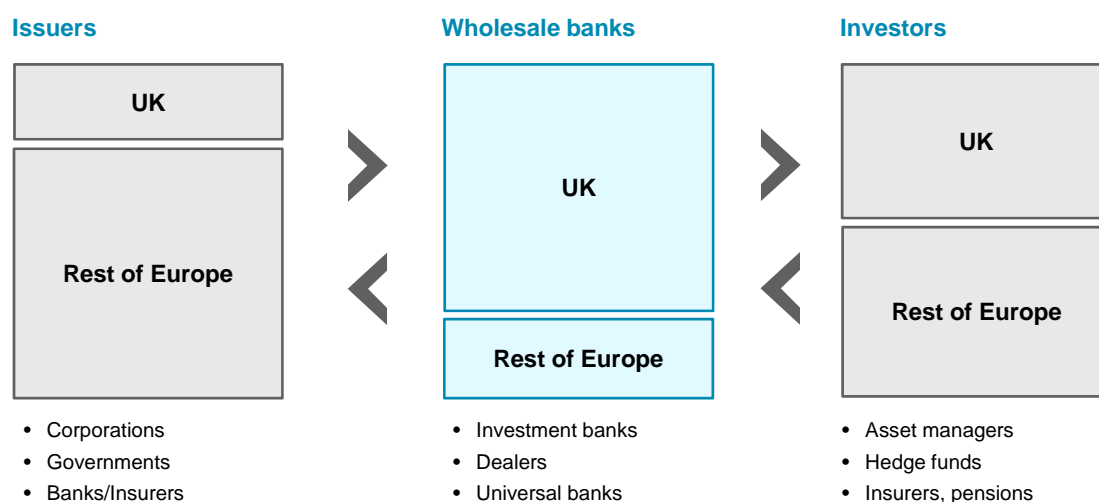 Issuers
UK
Rest of Europe
• Corporations
• Governments
• Banks/Insurers
Wholesale banks
UK
Rest of Europe
• Investment banks
• Dealers
• Universal banks
Investors
UK
Rest of Europe
• Asset managers
• Hedge funds
• Insurers, pensions